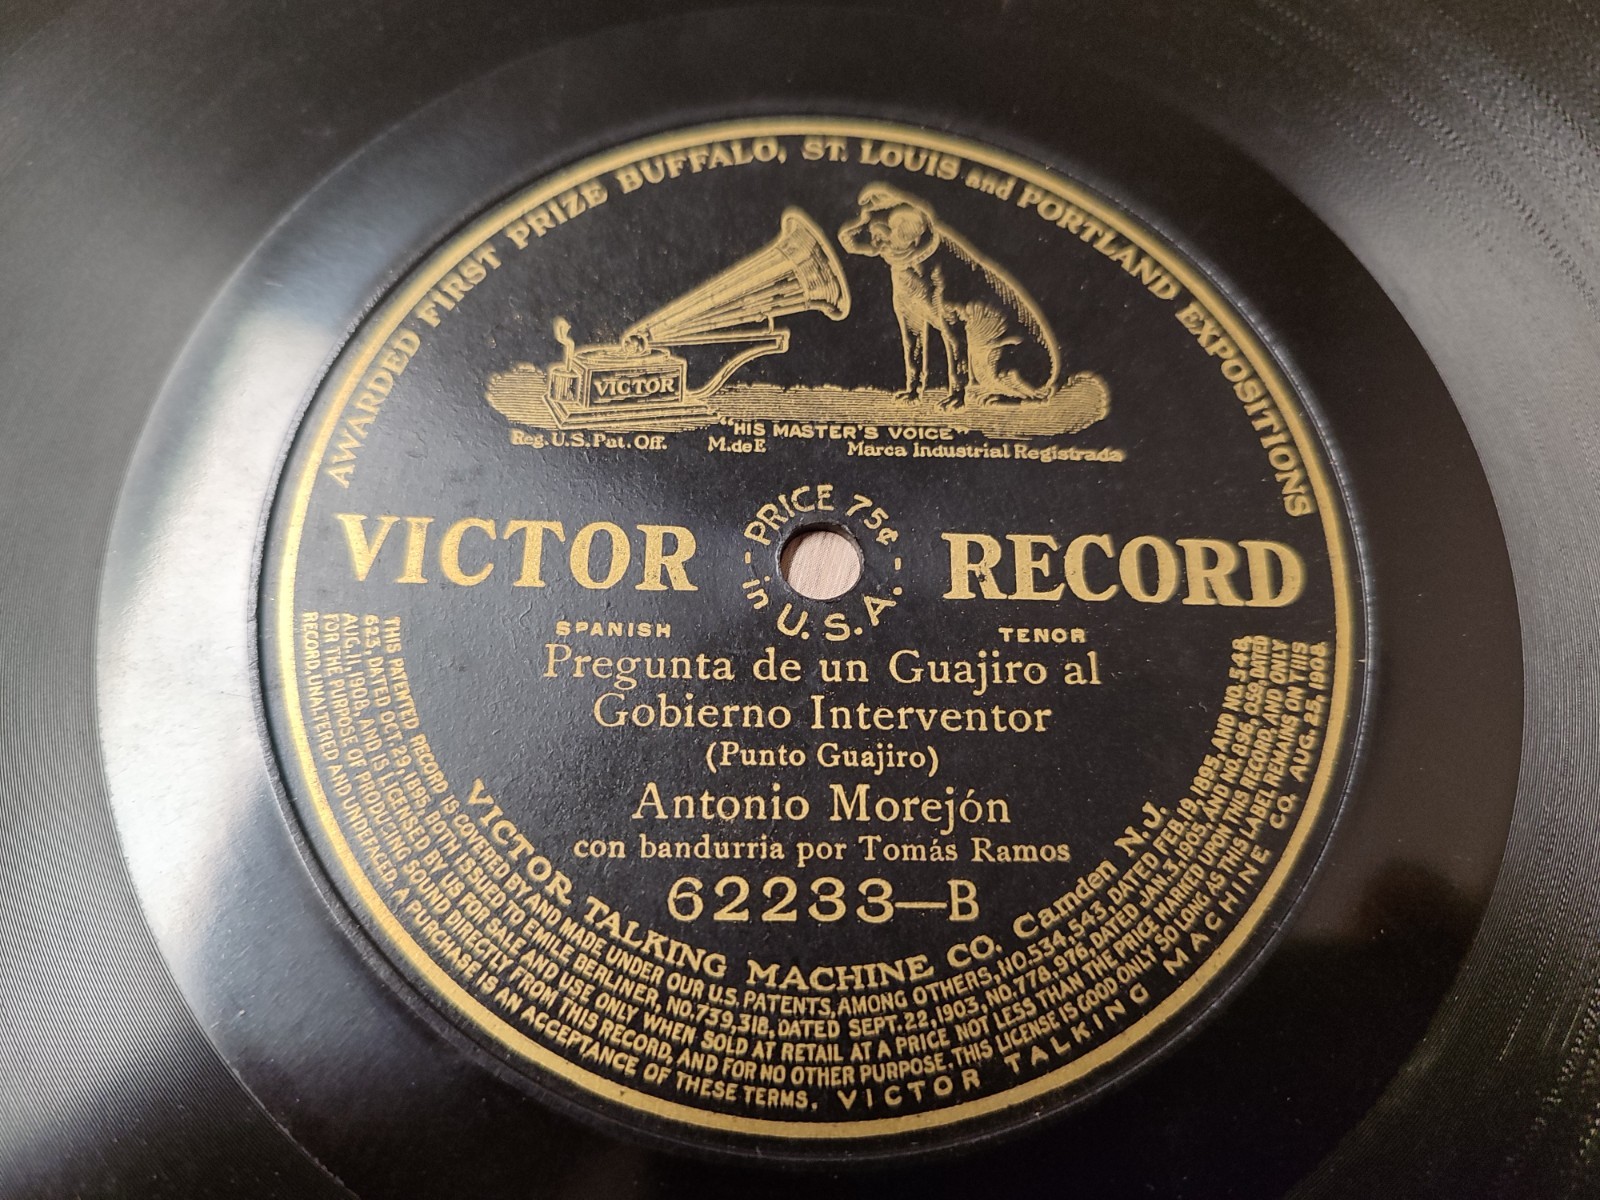 AWARDED FIRST PRIZE BUFFALO, ST. LOUIS and PORTLAND EXPOSITIONS
VICTOR
"HIS MASTER'S VOICE"
Reg. U.S. Pat. Off. M.de F. Marca Industrial Registrada
PRICE 75¢
in U.S.A.
VICTOR RECORD
SPANISH TENOR
Pregunta de un Guajiro al
Gobierno Interventor
(Punto Guajiro)
Antonio Morejón
con bandurria por Tomás Ramos
62233–B
VICTOR TALKING MACHINE CO. Camden N.J.
THIS PATENTED RECORD IS COVERED BY, AND MADE UNDER OUR U.S. PATENTS, AMONG OTHERS, NO. 534,543, DATED FEB. 19, 1895, AND NO. 548,
623, DATED OCT. 29, 1895, BOTH ISSUED TO EMILE BERLINER, NO. 739,318, DATED SEPT. 22, 1903, NO. 778,976, DATED JAN. 3, 1905, AND NO. 896, 059, DATED
AUG. 11, 1908, AND IS LICENSED BY US FOR SALE AND USE ONLY WHEN SOLD AT RETAIL AT A PRICE NOT LESS THAN THE PRICE MARKED UPON THIS RECORD, AND ONLY
FOR THE PURPOSE OF PRODUCING SOUND DIRECTLY FROM THIS RECORD, AND FOR NO OTHER PURPOSE. THIS LICENSE IS GOOD ONLY SO LONG AS THIS LABEL REMAINS ON THIS
RECORD, UNALTERED AND UNDEFACED. A PURCHASE IS AN ACCEPTANCE OF THESE TERMS. VICTOR TALKING MACHINE CO. AUG. 25, 1908.